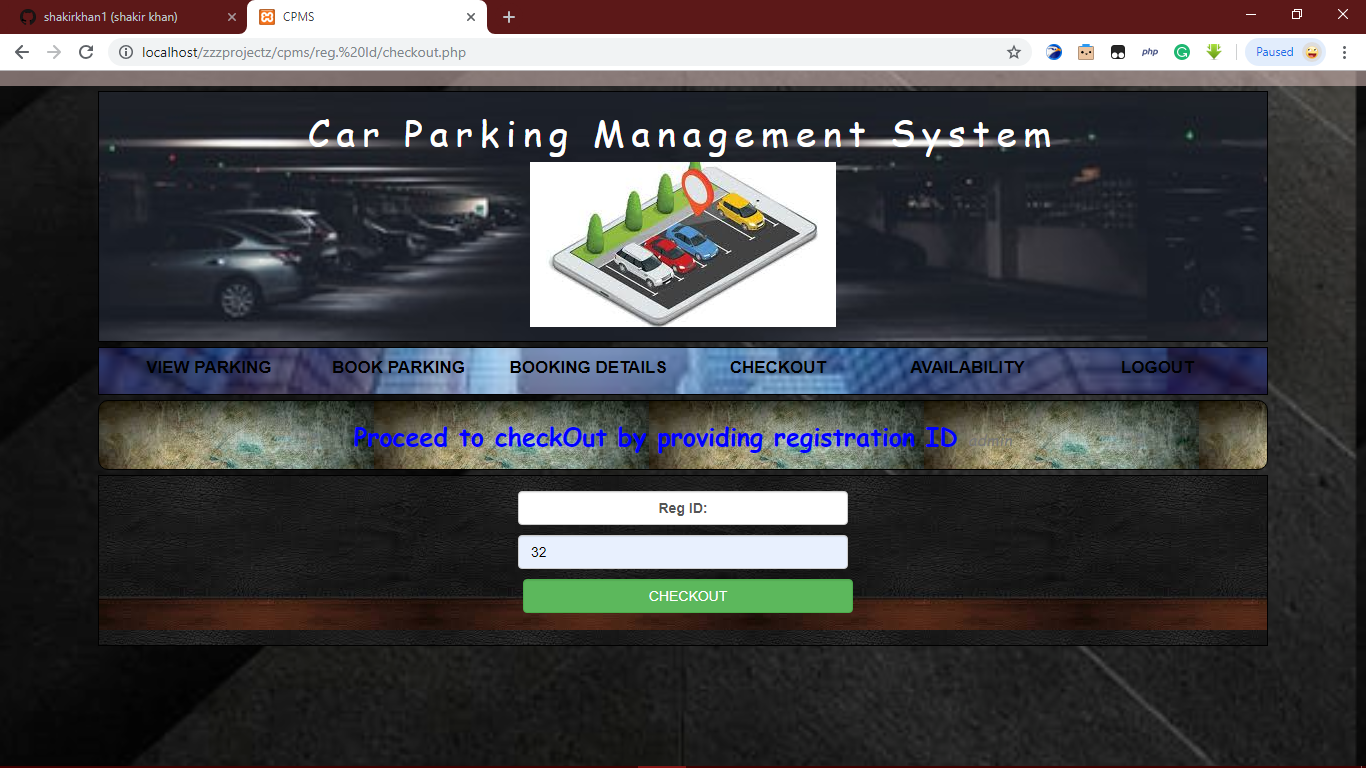 shakirkhan1 (shakir khan)
CPMS
localhost/zzzprojectz/cpms/reg.%20Id/checkout.php
php
Paused
Car Parking Management System
VIEW PARKING BOOK PARKING BOOKING DETAILS CHECKOUT AVAILABILITY LOGOUT
Proceed to checkOut by providing registration ID
Reg ID:
32
CHECKOUT